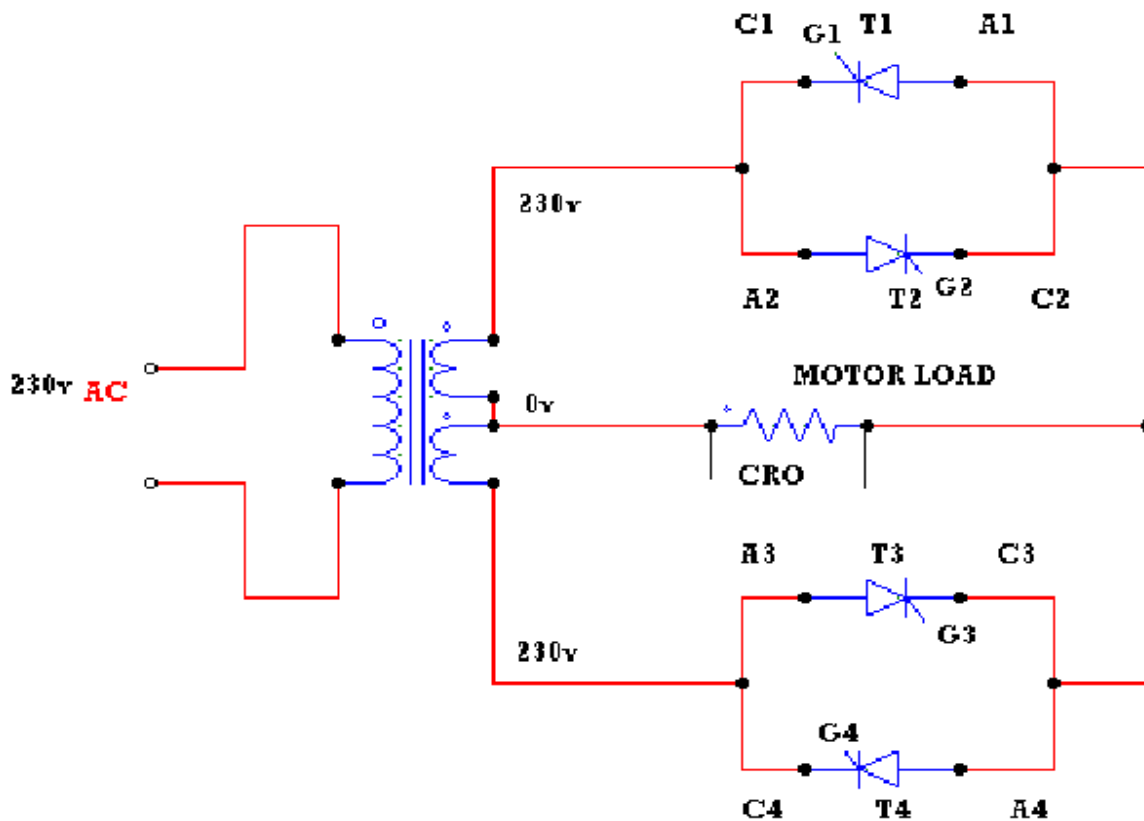 C1 G1 T1 A1
230v
A2 T2 G2 C2
230v AC
MOTOR LOAD
0v
CRO
A3 T3 C3
G3
230v
G4
C4 T4 A4